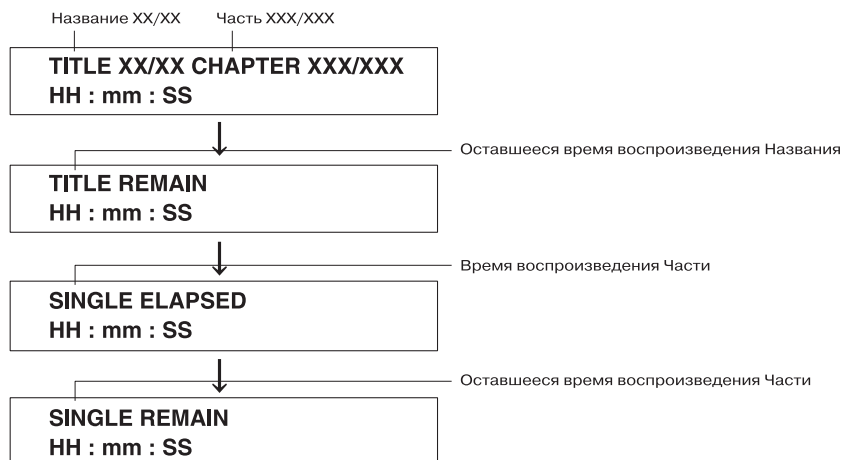 Название XX/XX Часть XXX/XXX
TITLE XX/XX CHAPTER XXX/XXX
HH : mm : SS
Оставшееся время воспроизведения Названия
TITLE REMAIN
HH : mm : SS
Время воспроизведения Части
SINGLE ELAPSED
HH : mm : SS
Оставшееся время воспроизведения Части
SINGLE REMAIN
HH : mm : SS